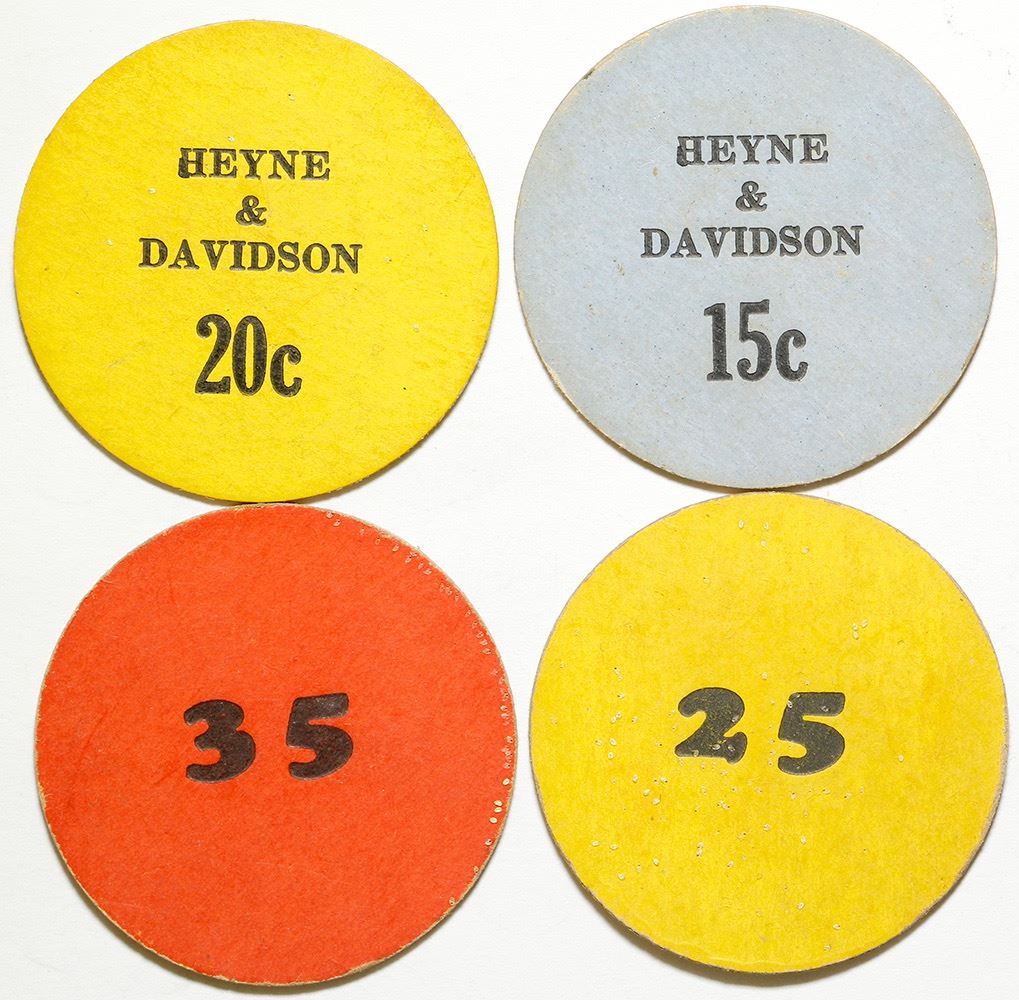 HEYNE
&
DAVIDSON
20c
HEYNE
&
DAVIDSON
15c
35
25